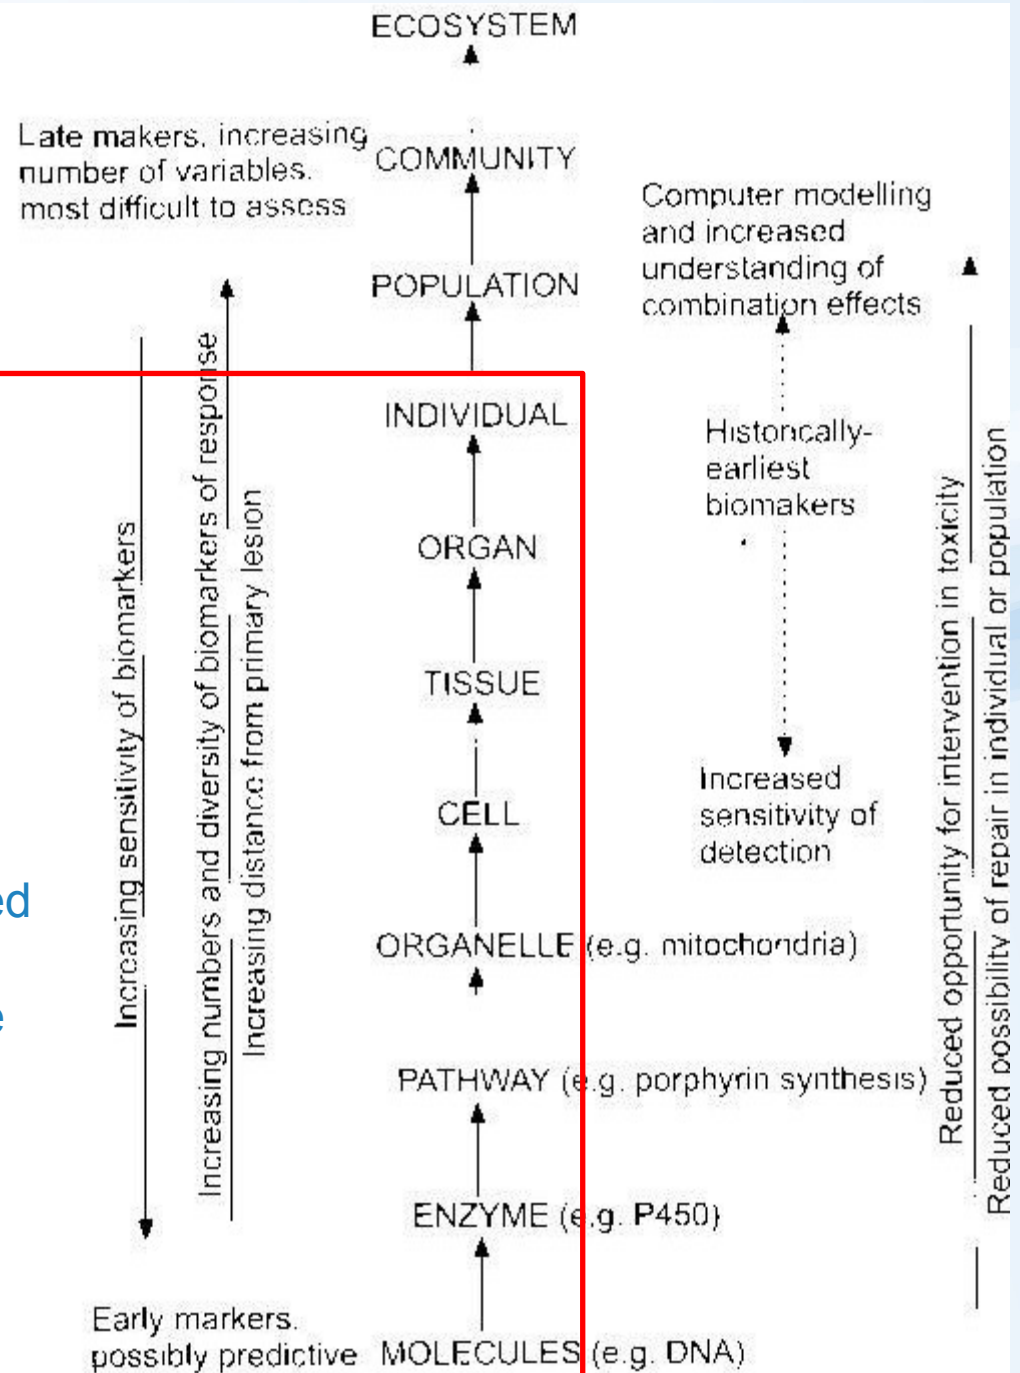 ECOSYSTEM
Late makers, increasing
number of variables.
most difficult to assess
COMMUNITY
Computer modelling
and increased
understanding of
combination effects
POPULATION
INDIVIDUAL
Historically-
earliest
biomakers
ORGAN
TISSUE
Increased
sensitivity of
detection
CELL
ORGANELLE (e.g. mitochondria)
PATHWAY (e.g. porphyrin synthesis)
ENZYME (e.g. P450)
Early markers.
possibly predictive
MOLECULES (e.g. DNA)
Increasing sensitivity of biomarkers
Increasing numbers and diversity of biomarkers of response
Increasing distance from primary lesion
Reduced opportunity for intervention in toxicity
Reduced possibility of repair in individual or population